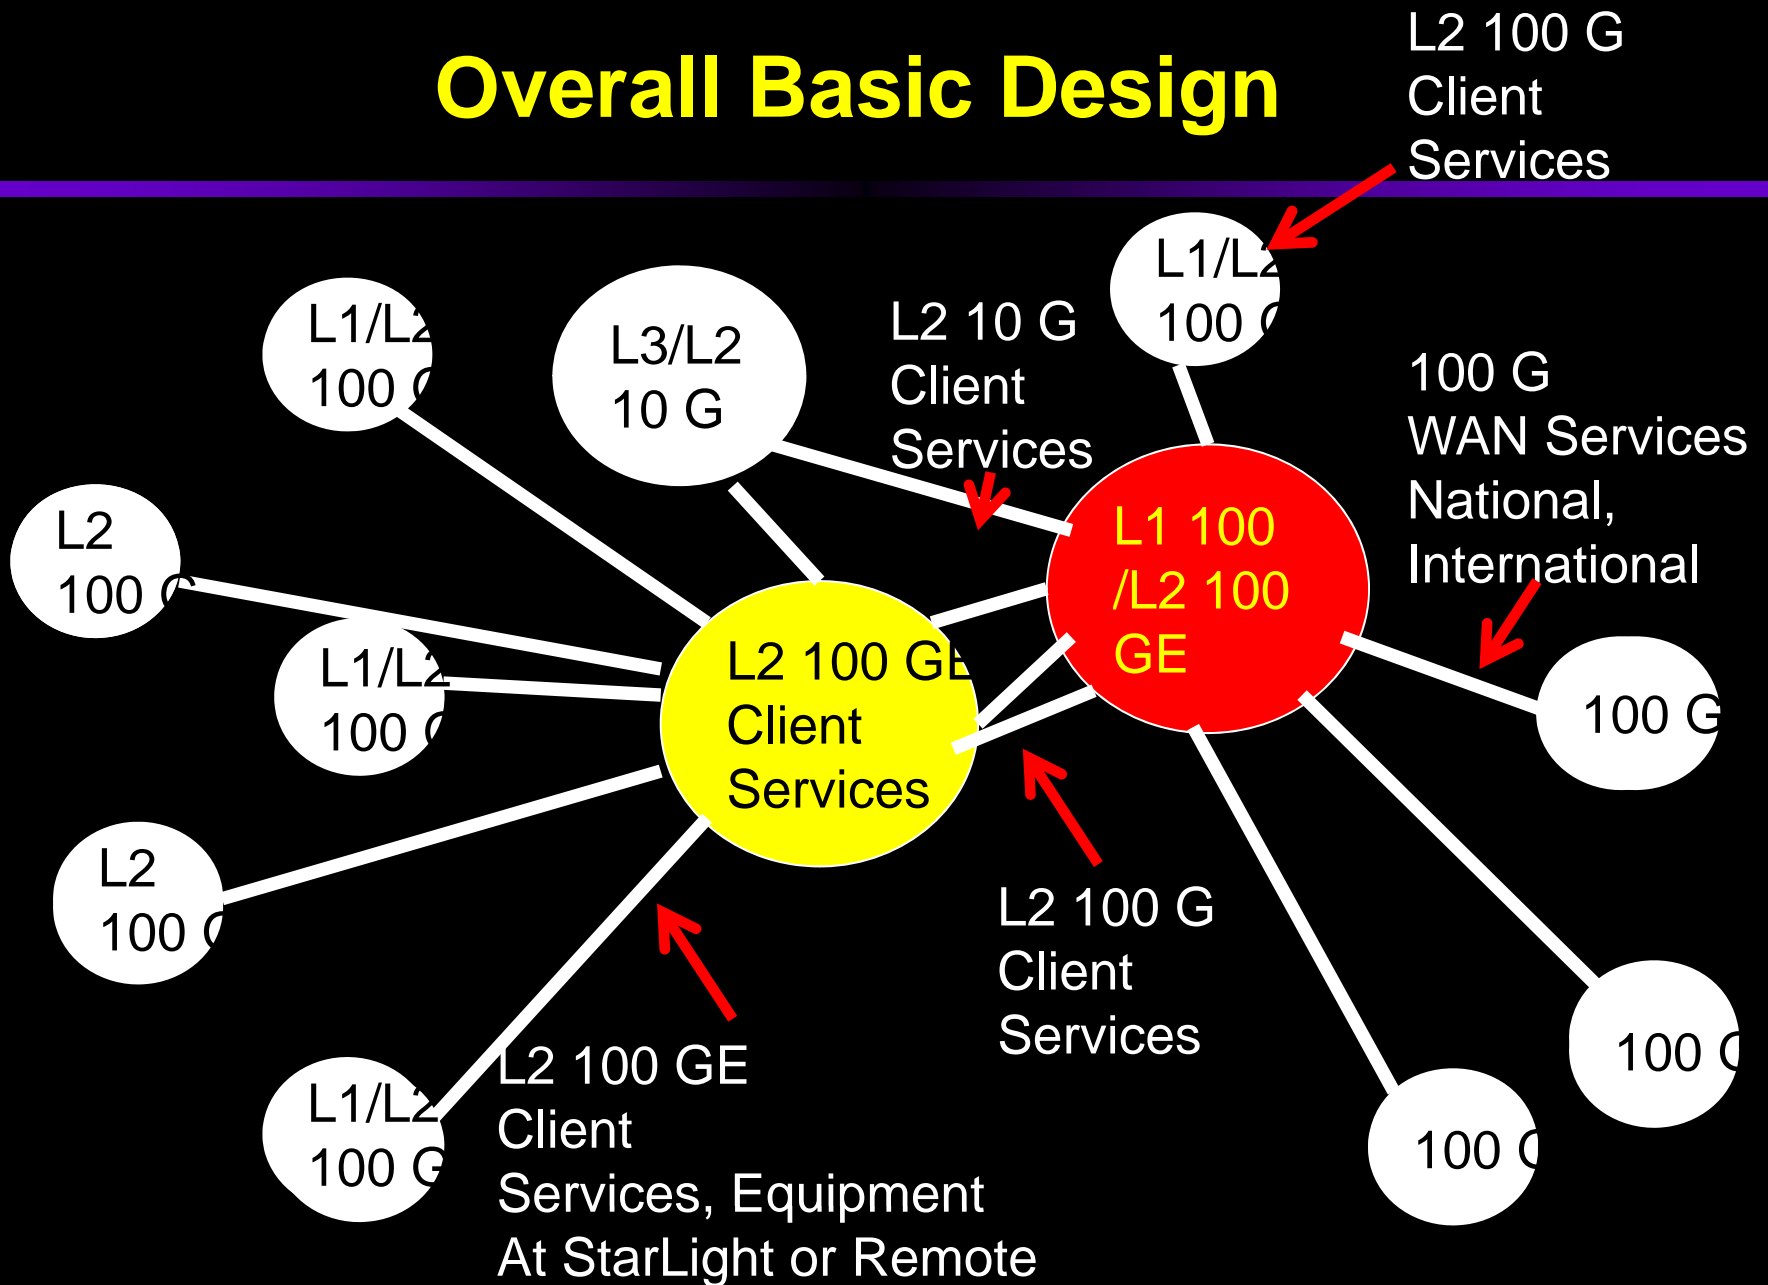 Overall Basic Design
L2 100 G
Client
Services
L1/L2
100 G
L1/L2
100 G
L3/L2
10 G
L2 10 G
Client
Services
100 G
WAN Services
National,
International
L2
100 G
L1 100
/L2 100
GE
L1/L2
100 G
L2 100 GE
Client
Services
100 G
L2
100 G
L2 100 G
Client
Services
100 G
100 G
L1/L2
100 G
L2 100 GE
Client
Services, Equipment
At StarLight or Remote